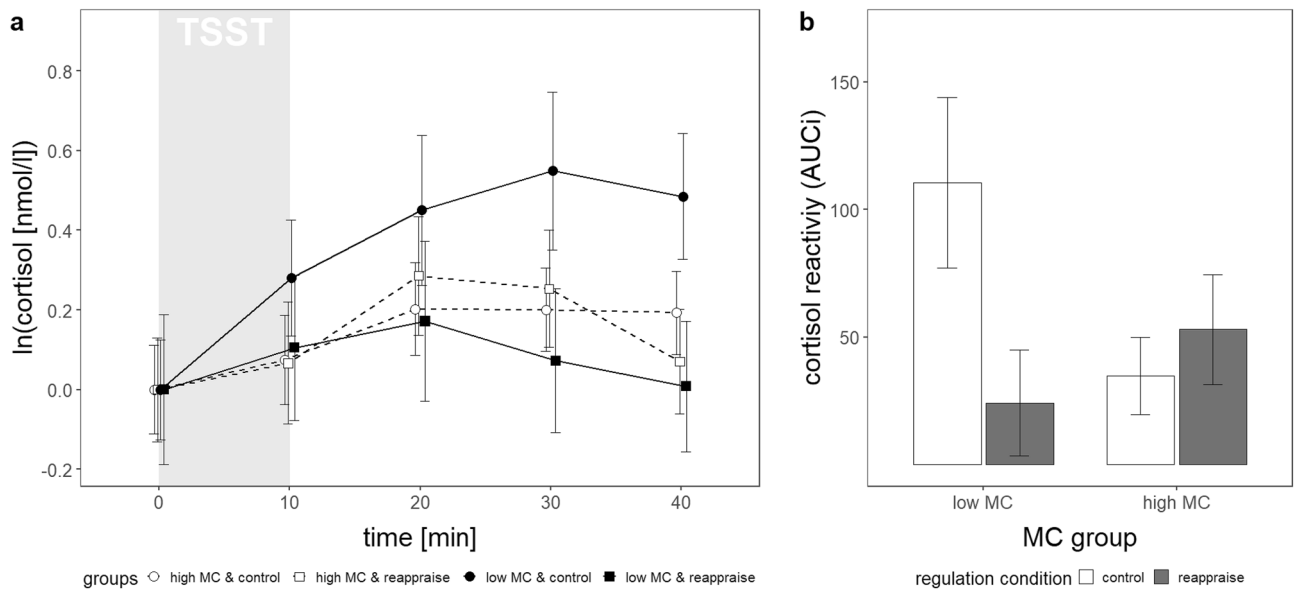 a
TSST
ln(cortisol [nmol/l])
0.8
0.6
0.4
0.2
0.0
-0.2
0 10 20 30 40
time [min]
groups high MC & control high MC & reappraise low MC & control low MC & reappraise
b
cortisol reactiviy (AUCi)
150
100
50
low MC high MC
MC group
regulation condition control reappraise